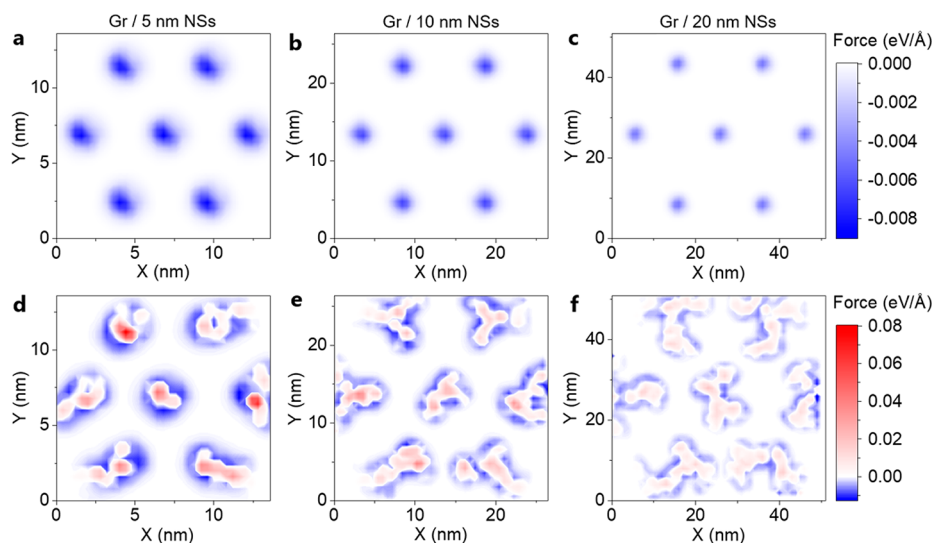 Gr / 5 nm NSs
Gr / 10 nm NSs
Gr / 20 nm NSs
a
b
c
Force (eV/Å)
0.000
-0.002
-0.004
-0.006
-0.008
Y (nm)
10
5
0
Y (nm)
20
10
0
Y (nm)
40
20
0
0
5
10
X (nm)
0
10
20
X (nm)
0
20
40
X (nm)
d
e
f
Force (eV/Å)
0.08
0.06
0.04
0.02
0.00
Y (nm)
10
5
0
Y (nm)
20
10
0
Y (nm)
40
20
0
0
5
10
X (nm)
0
10
20
X (nm)
0
20
40
X (nm)